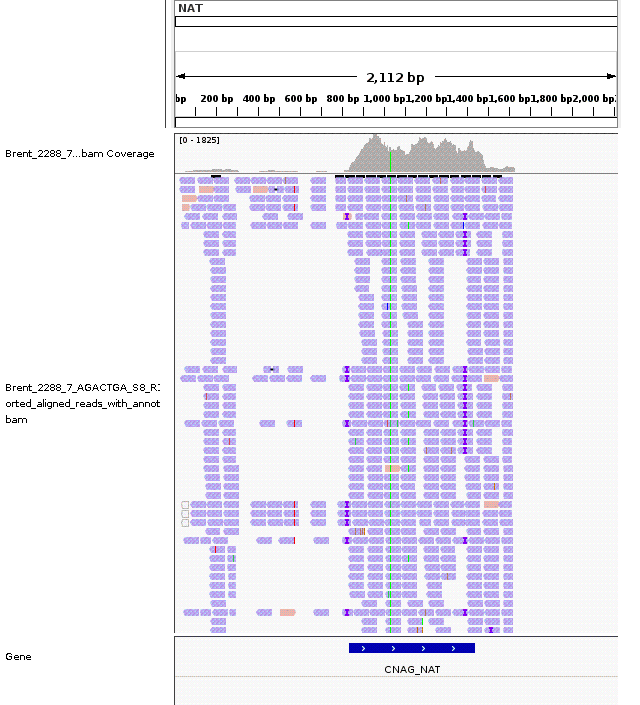 NAT
2,112 bp
bp 200 bp 400 bp 600 bp 800 bp 1,000 bp 1,200 bp 1,400 bp 1,600 bp 1,800 bp 2,000 bp
[0 - 1825]
Brent_2288_7...bam Coverage
Brent_2288_7_AGACTGA_S8_R1
orted_aligned_reads_with_annot
bam
Gene
CNAG_NAT